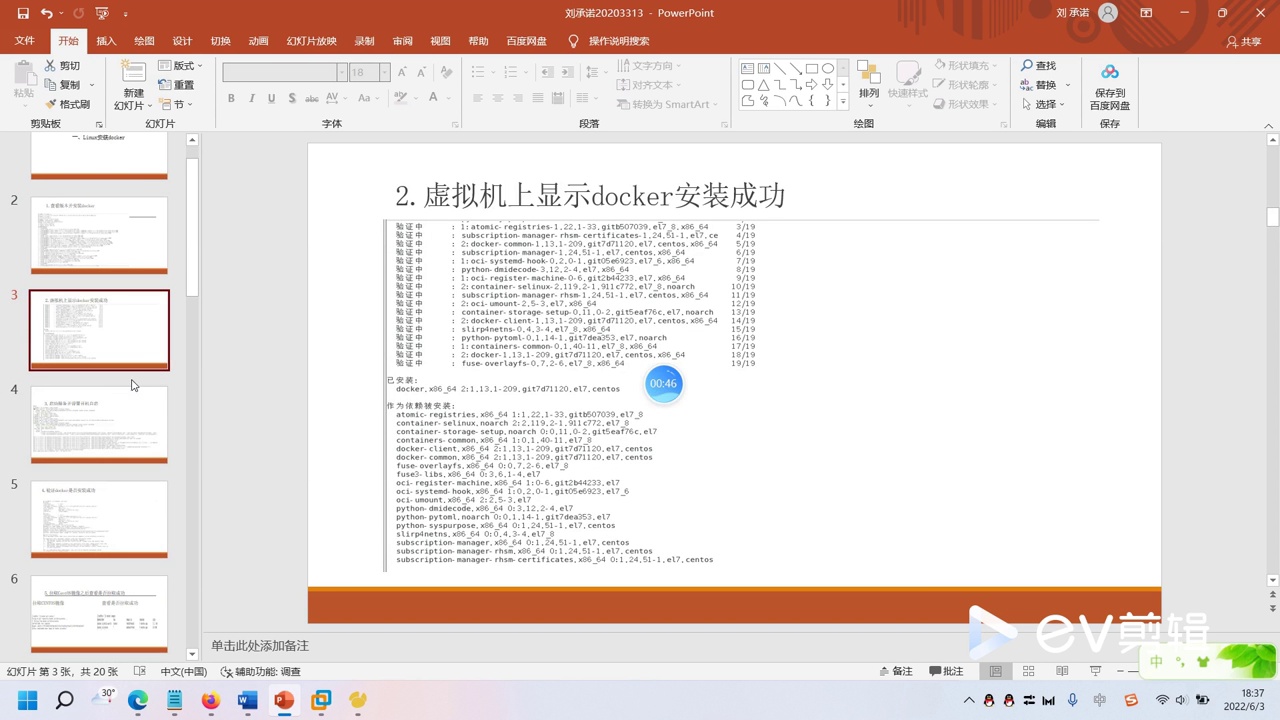 刘承诺20203313 - PowerPoint
刘 承诺
文件 开始 插入 绘图 设计 切换 动画 幻灯片放映 录制 审阅 视图 帮助 百度网盘 操作说明搜索 共享
粘贴 剪切 复制 格式刷 剪贴板
新建 幻灯片 版式 重置 节 幻灯片
18 字体
文字方向 对齐文本 转换为 SmartArt 段落
排列 快速样式 形状填充 形状轮廓 形状效果 绘图
查找 替换 选择 编辑
保存到 百度网盘 保存
一、Linux安装docker
2
3
4
5
6
2.虚拟机上显示docker安装成功
验证中 : 1:atomic-registries-1.22.1-33.gitb507039.el7_8.x86_64 3/19
验证中 : subscription-manager-rhsm-certificates-1.24.51-1.el7.ce 4/19
验证中 : 2:docker-common-1.13.1-209.git7d71120.el7.centos.x86_64 5/19
验证中 : subscription-manager-1.24.51-1.el7.centos.x86_64 6/19
验证中 : 1:oci-systemd-hook-0.2.0-1.git05e6923.el7_6.x86_64 7/19
验证中 : python-dmidecode-3.12.2-4.el7.x86_64 8/19
验证中 : 1:oci-register-machine-0-6.git2b44233.el7.x86_64 9/19
验证中 : 2:container-selinux-2.119.2-1.911c772.el7_8.noarch 10/19
验证中 : subscription-manager-rhsm-1.24.51-1.el7.centos.x86_64 11/19
验证中 : 2:oci-umount-2.5-3.el7.x86_64 12/19
验证中 : container-storage-setup-0.11.0-2.git5eaf76c.el7.noarch 13/19
验证中 : 2:docker-client-1.13.1-209.git7d71120.el7.centos.x86_64 14/19
验证中 : slirp4netns-0.4.3-4.el7_8.x86_64 15/19
验证中 : python-pytoml-0.1.14-1.git7dea353.el7.noarch 16/19
验证中 : 1:containers-common-0.1.40-11.el7_8.x86_64 17/19
验证中 : 2:docker-1.13.1-209.git7d71120.el7.centos.x86_64 18/19
验证中 : fuse-overlayfs-0.7.2-6.el7_8.x86_64 19/19
已安装:
docker.x86_64 2:1.13.1-209.git7d71120.el7.centos
00:46
作为依赖被安装:
atomic-registries.x86_64 1:1.22.1-33.gitb507039.el7_8
container-selinux.noarch 2:2.119.2-1.911c772.el7_8
container-storage-setup.noarch 0:0.11.0-2.git5eaf76c.el7
containers-common.x86_64 1:0.1.40-11.el7_8
docker-client.x86_64 2:1.13.1-209.git7d71120.el7.centos
docker-common.x86_64 2:1.13.1-209.git7d71120.el7.centos
fuse-overlayfs.x86_64 0:0.7.2-6.el7_8
fuse3-libs.x86_64 0:3.6.1-4.el7
oci-register-machine.x86_64 1:0-6.git2b44233.el7
oci-systemd-hook.x86_64 1:0.2.0-1.git05e6923.el7_6
oci-umount.x86_64 2:2.5-3.el7
python-dmidecode.x86_64 0:3.12.2-4.el7
python-pytoml.noarch 0:0.1.14-1.git7dea353.el7
python-syspurpose.x86_64 0:1.24.51-1.el7.centos
slirp4netns.x86_64 0:0.4.3-4.el7_8
subscription-manager.x86_64 0:1.24.51-1.el7.centos
subscription-manager-rhsm.x86_64 0:1.24.51-1.el7.centos
subscription-manager-rhsm-certificates.x86_64 0:1.24.51-1.el7.centos
EV剪辑
单击此处添加备注
中
幻灯片 第 3 张，共 20 张 中文(中国) 辅助功能: 调查 备注 批注
30° 中 18:37
2022/6/3